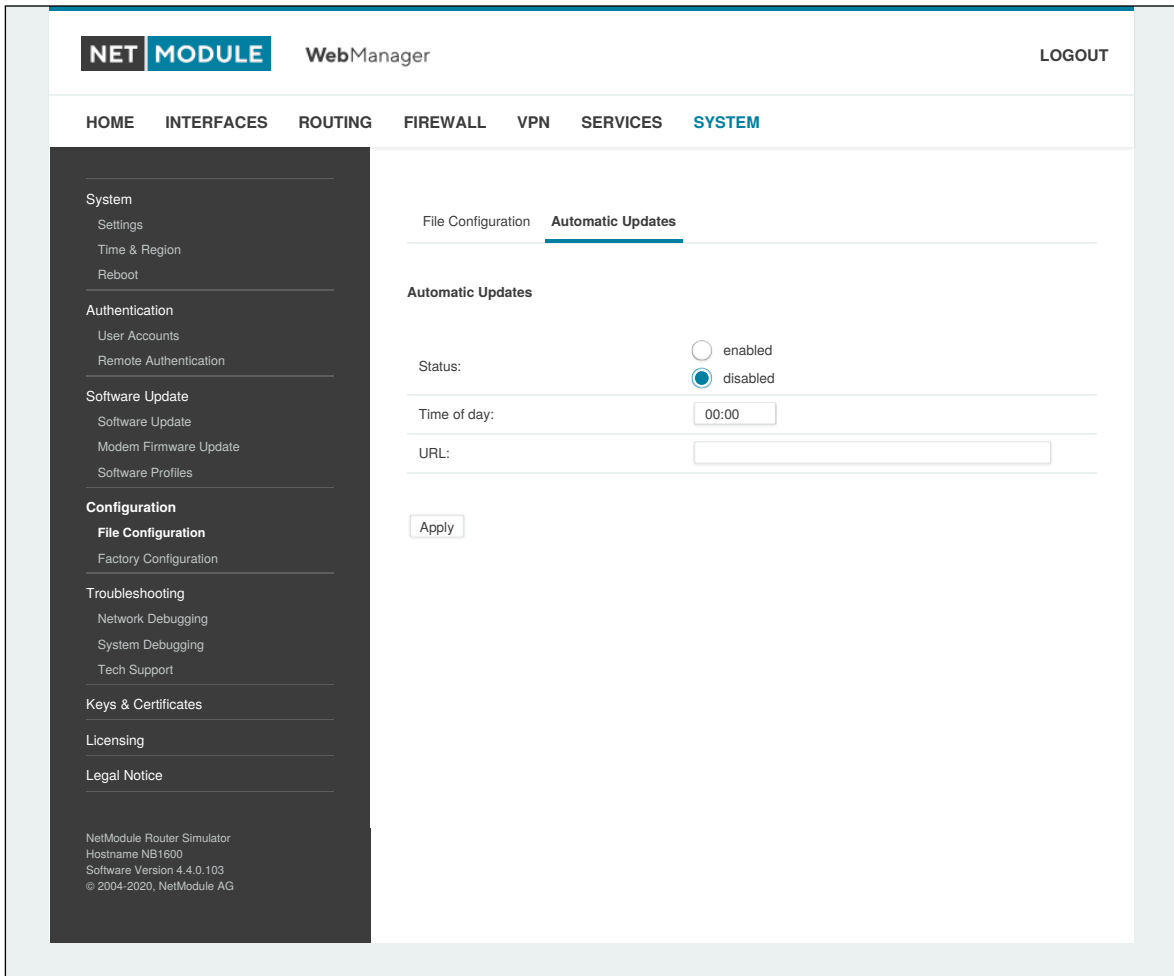 NET MODULE WebManager LOGOUT
HOME INTERFACES ROUTING FIREWALL VPN SERVICES SYSTEM
System
Settings
Time & Region
Reboot
Authentication
User Accounts
Remote Authentication
Software Update
Software Update
Modem Firmware Update
Software Profiles
Configuration
File Configuration
Factory Configuration
Troubleshooting
Network Debugging
System Debugging
Tech Support
Keys & Certificates
Licensing
Legal Notice
NetModule Router Simulator
Hostname NB1600
Software Version 4.4.0.103
© 2004-2020, NetModule AG
File Configuration Automatic Updates
Automatic Updates
Status: enabled
disabled
Time of day: 00:00
URL:
Apply